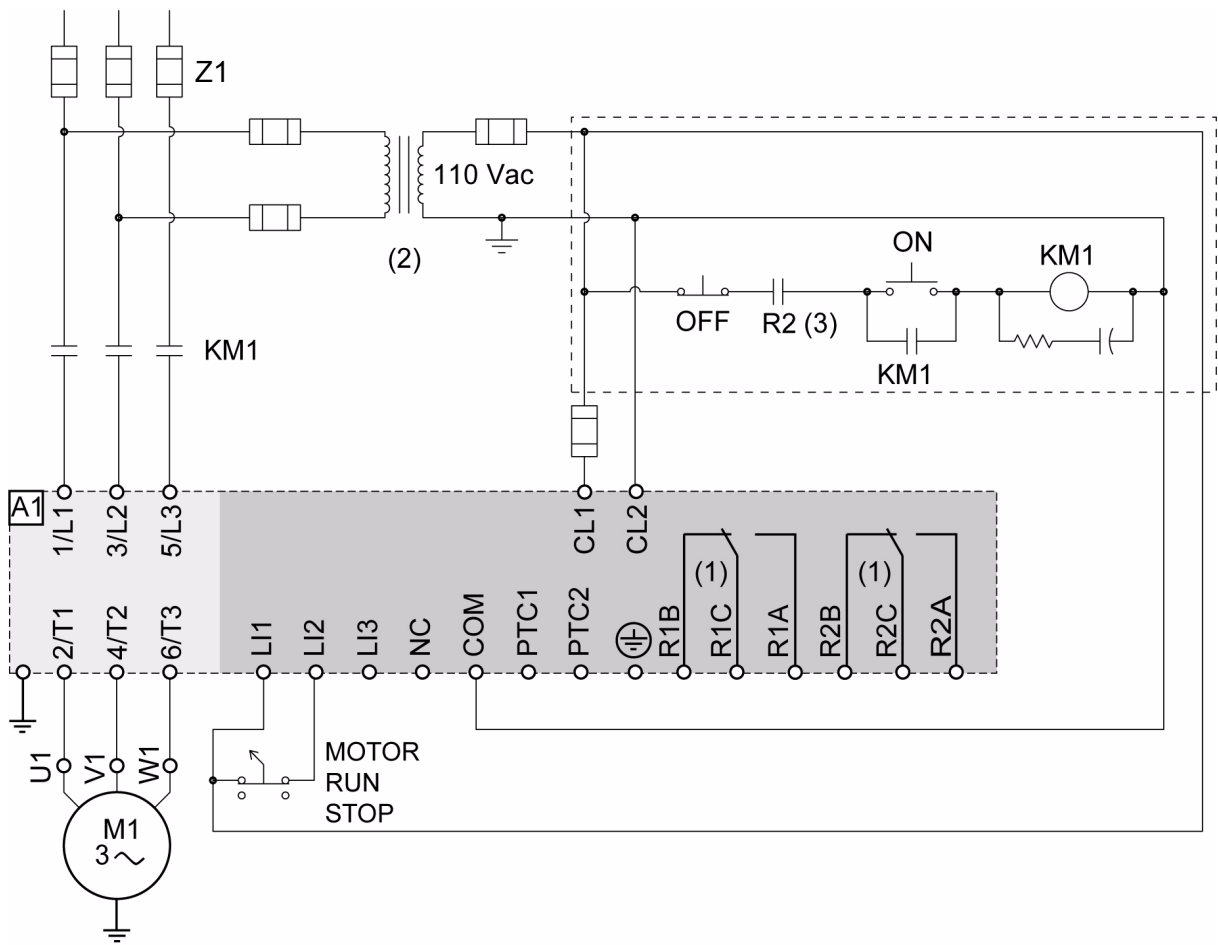 Z1
110 Vac
(2)
ON
KM1
OFF
R2 (3)
KM1
KM1
A1
1/L1
3/L2
5/L3
CL1
CL2
2/T1
4/T2
6/T3
LI1
LI2
LI3
NC
COM
PTC1
PTC2
R1B
(1)
R1C
R1A
R2B
(1)
R2C
R2A
U1
V1
W1
MOTOR
RUN
STOP
M1
3